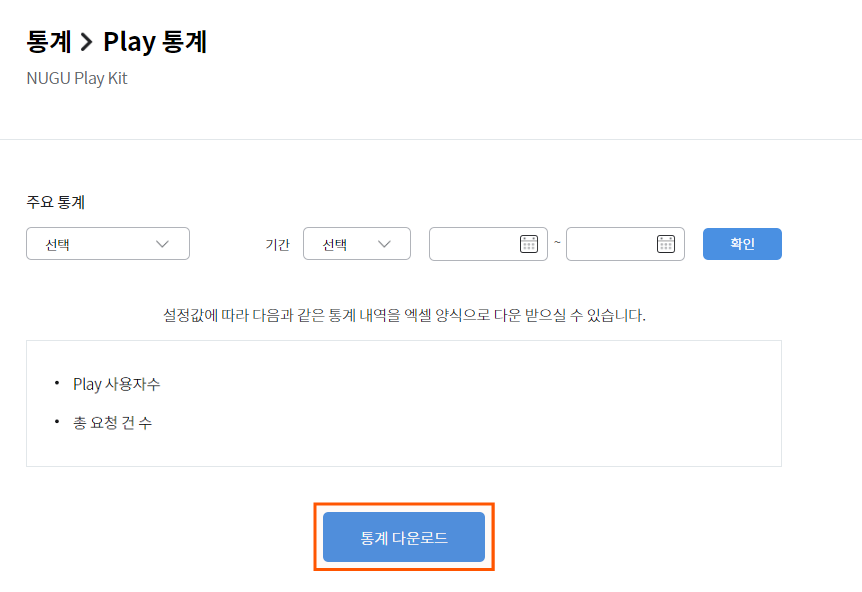 통계 > Play 통계
NUGU Play Kit
주요 통계
선택 기간 선택 ~ 확인
설정값에 따라 다음과 같은 통계 내역을 엑셀 양식으로 다운 받으실 수 있습니다.
• Play 사용자수
• 총 요청 건 수
통계 다운로드